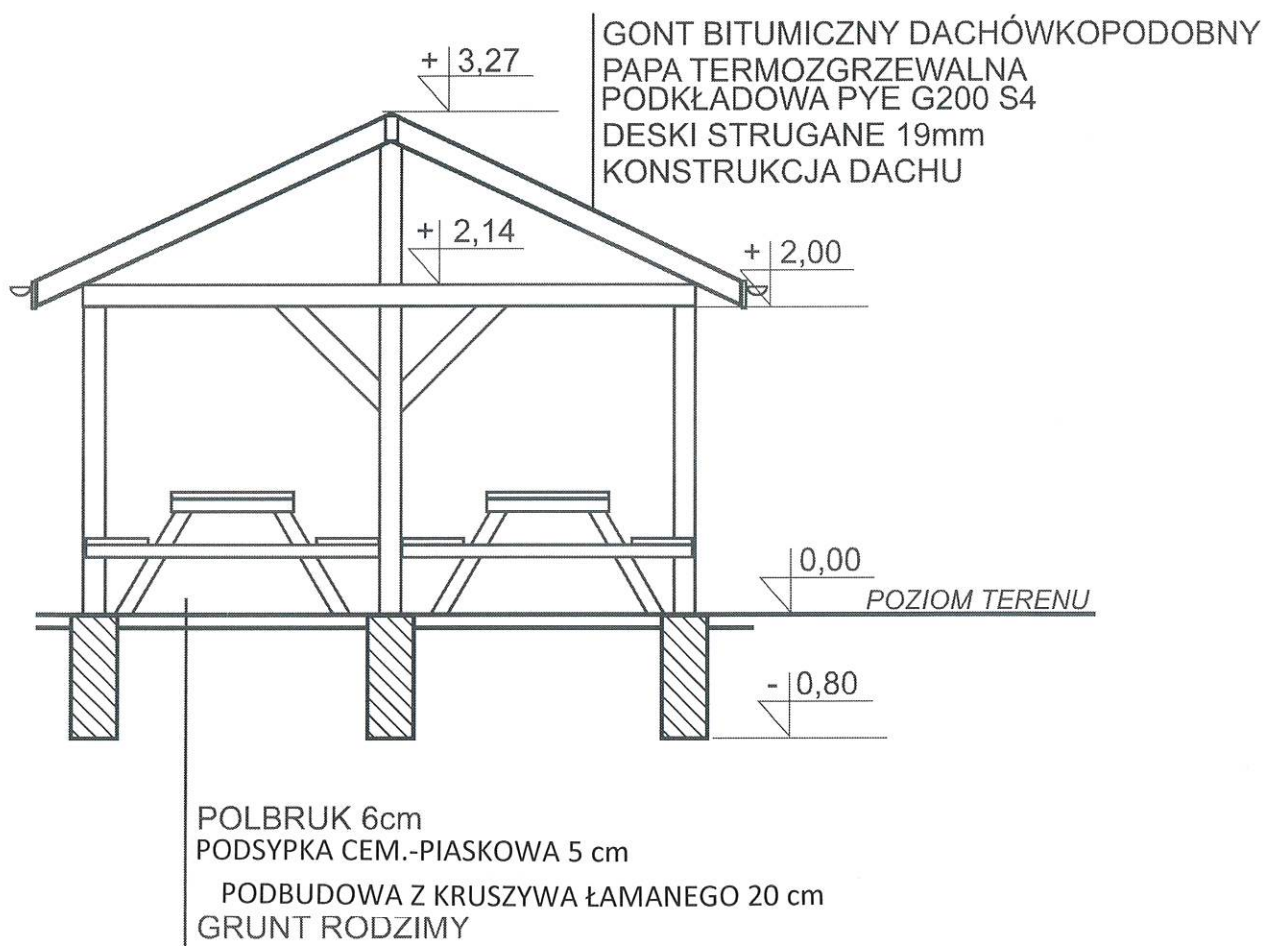 GONT BITUMICZNY DACHÓWKOPODOBNY
PAPA TERMOZGRZEWALNA
PODKŁADOWA PYE G200 S4
DESKI STRUGANE 19mm
KONSTRUKCJA DACHU
+ 3,27
+ 2,14
+ 2,00
0,00
POZIOM TERENU
- 0,80
POLBRUK 6cm
PODSYPKA CEM.-PIASKOWA 5 cm
PODBUDOWA Z KRUSZYWA ŁAMANEGO 20 cm
GRUNT RODZIMY